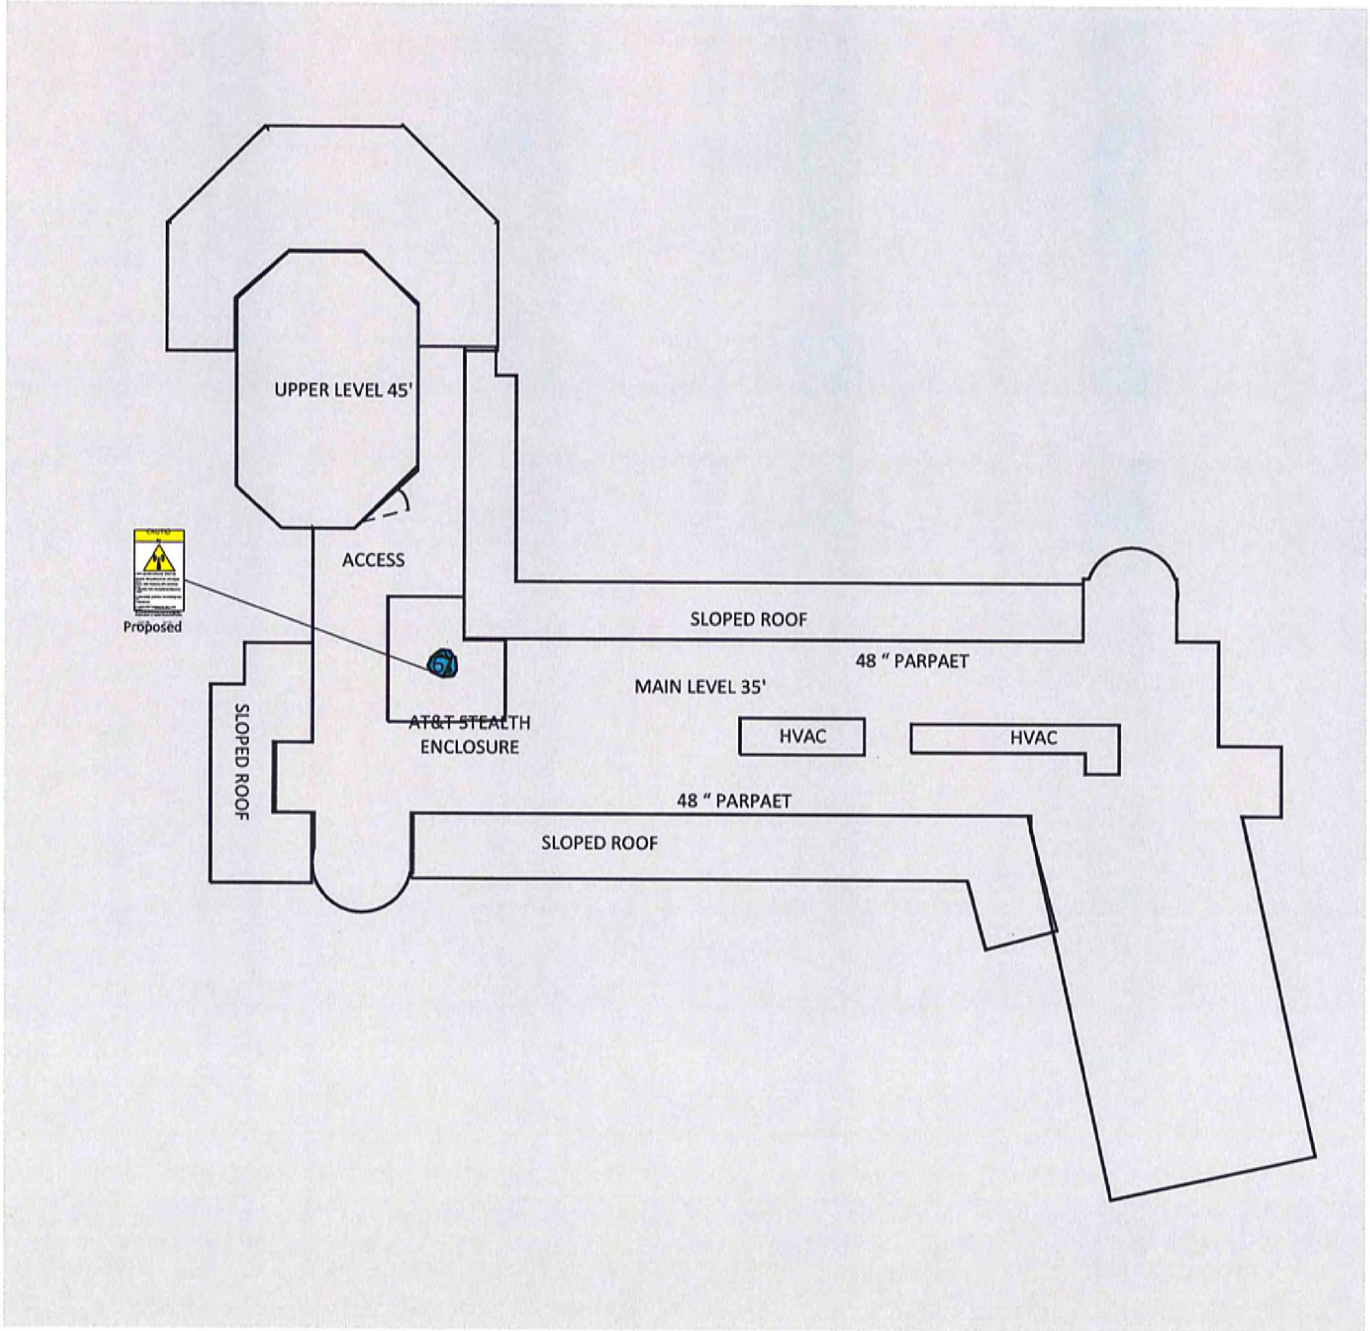 UPPER LEVEL 45'
ACCESS
Proposed
SLOPED ROOF
48 “ PARPAET
MAIN LEVEL 35'
SLOPED ROOF
AT&T STEALTH
ENCLOSURE
HVAC
HVAC
48 “ PARPAET
SLOPED ROOF